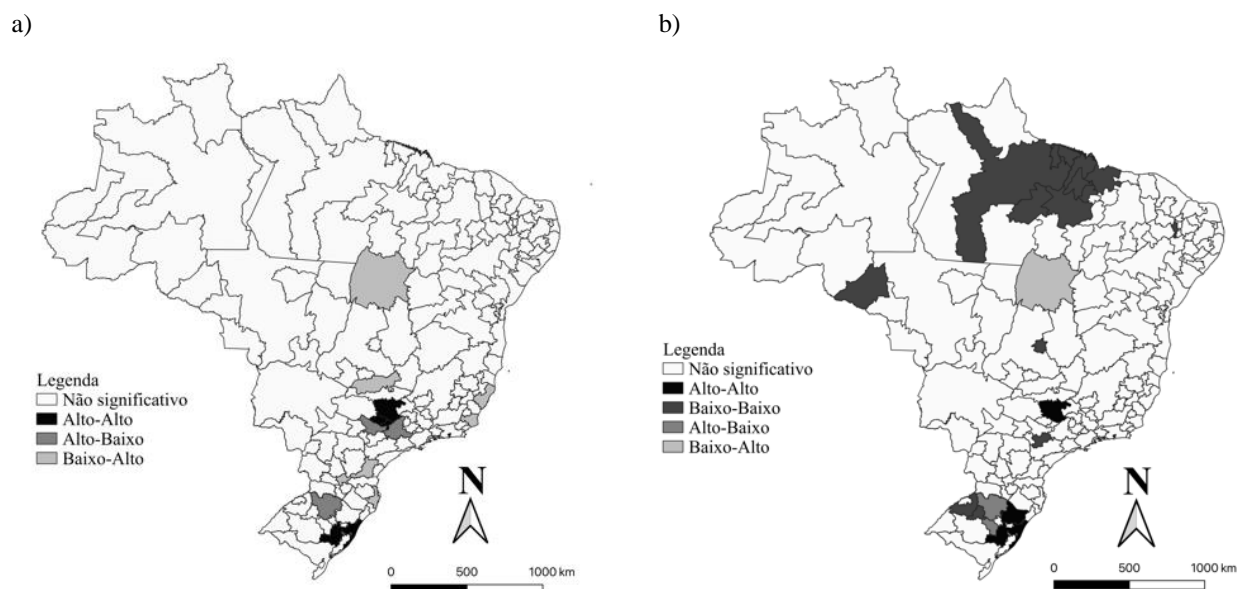 a)
b)
Legenda
Não significativo
Alto-Alto
Alto-Baixo
Baixo-Alto
N
0 500 1000 km
Legenda
Não significativo
Alto-Alto
Baixo-Baixo
Alto-Baixo
Baixo-Alto
N
0 500 1000 km